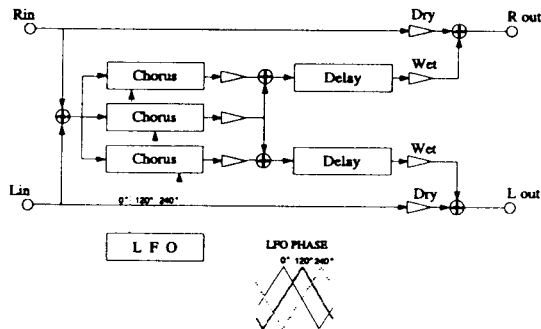 Rin
Dry
R out
Wet
Chorus
Delay
Chorus
Chorus
Delay
Wet
Lin
0° 120° 240°
Dry
L out
L F O
LFO PHASE
0° 120° 240°